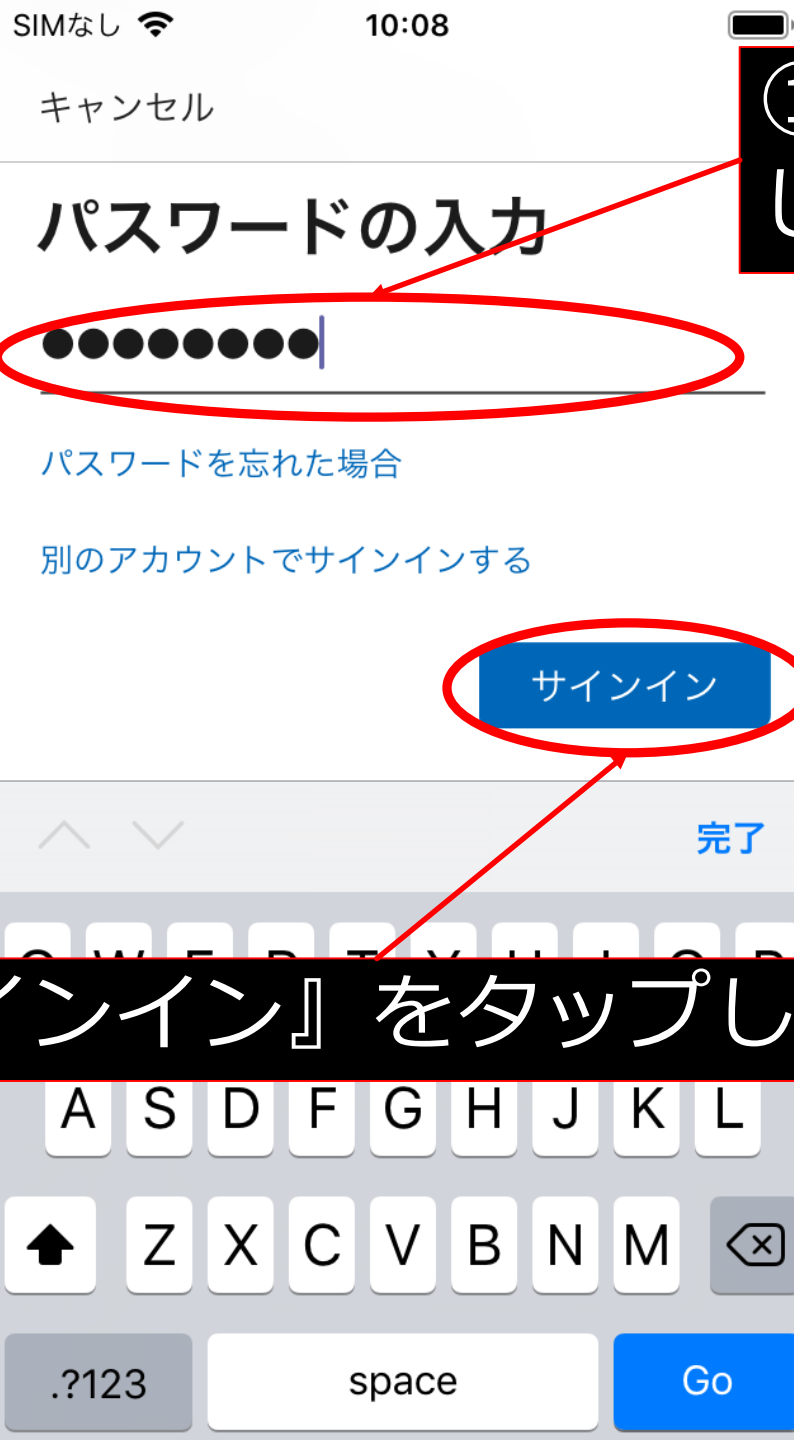 SIMなし 10:08
キャンセル
①
し
パスワードの入力
●●●●●●●●
パスワードを忘れた場合
別のアカウントでサインインする
サインイン
完了
ンイン』をタップし
A S D F G H J K L
Z X C V B N M
.?123 space Go